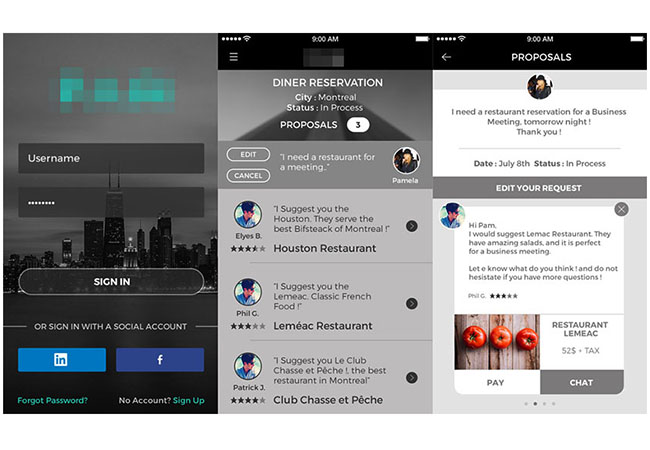 Username
SIGN IN
OR SIGN IN WITH A SOCIAL ACCOUNT
in
f
Forgot Password?
No Account? Sign Up
9:00 AM
DINER RESERVATION
City : Montreal
Status : In Process
PROPOSALS 3
EDIT
CANCEL
“I need a restaurant for
a meeting..”
Pamela
“I Suggest you the
Houston. They serve the
best Bifsteack of Montreal !
Elyes B.
Houston Restaurant
“I Suggest you the
Lemeac. Classic French
Food !”
Phil G.
Leméac Restaurant
“I Suggest you Le Club
Chasse et Pêche !, the best
restaurant in Montreal”
Patrick J.
Club Chasse et Pêche
9:00 AM
PROPOSALS
I need a restaurant reservation for a Business
Meeting, tomorrow night !
Thank you !
Date : July 8th Status : In Process
EDIT YOUR REQUEST
Hi Pam,
I would suggest Lemac Restaurant. They
have amazing salads, and it is perfect
for a business meeting.
Let e know what do you think ! and do not
hesistate if you have more questions !
Phil G.
RESTAURANT
LEMEAC
52$ + TAX
PAY
CHAT